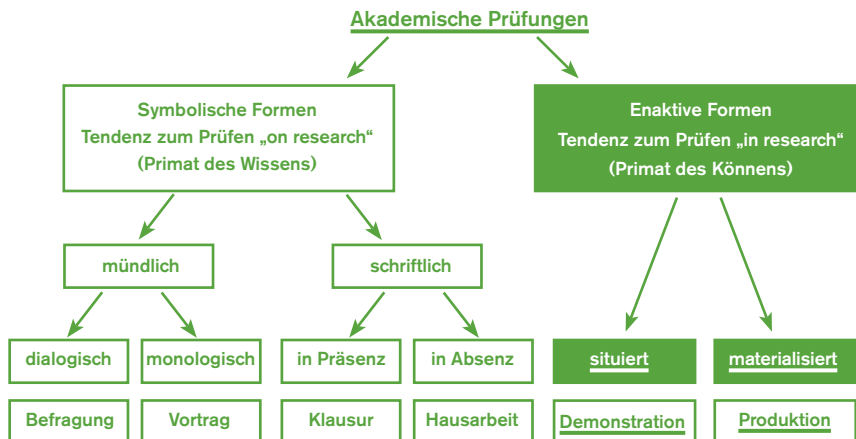 Akademische Prüfungen
Symbolische Formen
Tendenz zum Prüfen „on research“
(Primat des Wissens)
Enaktive Formen
Tendenz zum Prüfen „in research“
(Primat des Könnens)
mündlich
schriftlich
dialogisch
monologisch
in Präsenz
in Absenz
situiert
materialisiert
Befragung
Vortrag
Klausur
Hausarbeit
Demonstration
Produktion